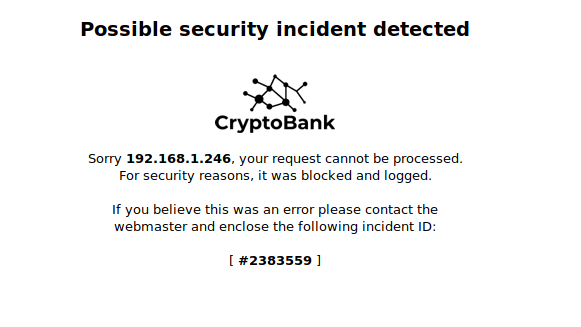 Possible security incident detected
CryptoBank
Sorry 192.168.1.246, your request cannot be processed.
For security reasons, it was blocked and logged.
If you believe this was an error please contact the
webmaster and enclose the following incident ID:
[ #2383559 ]